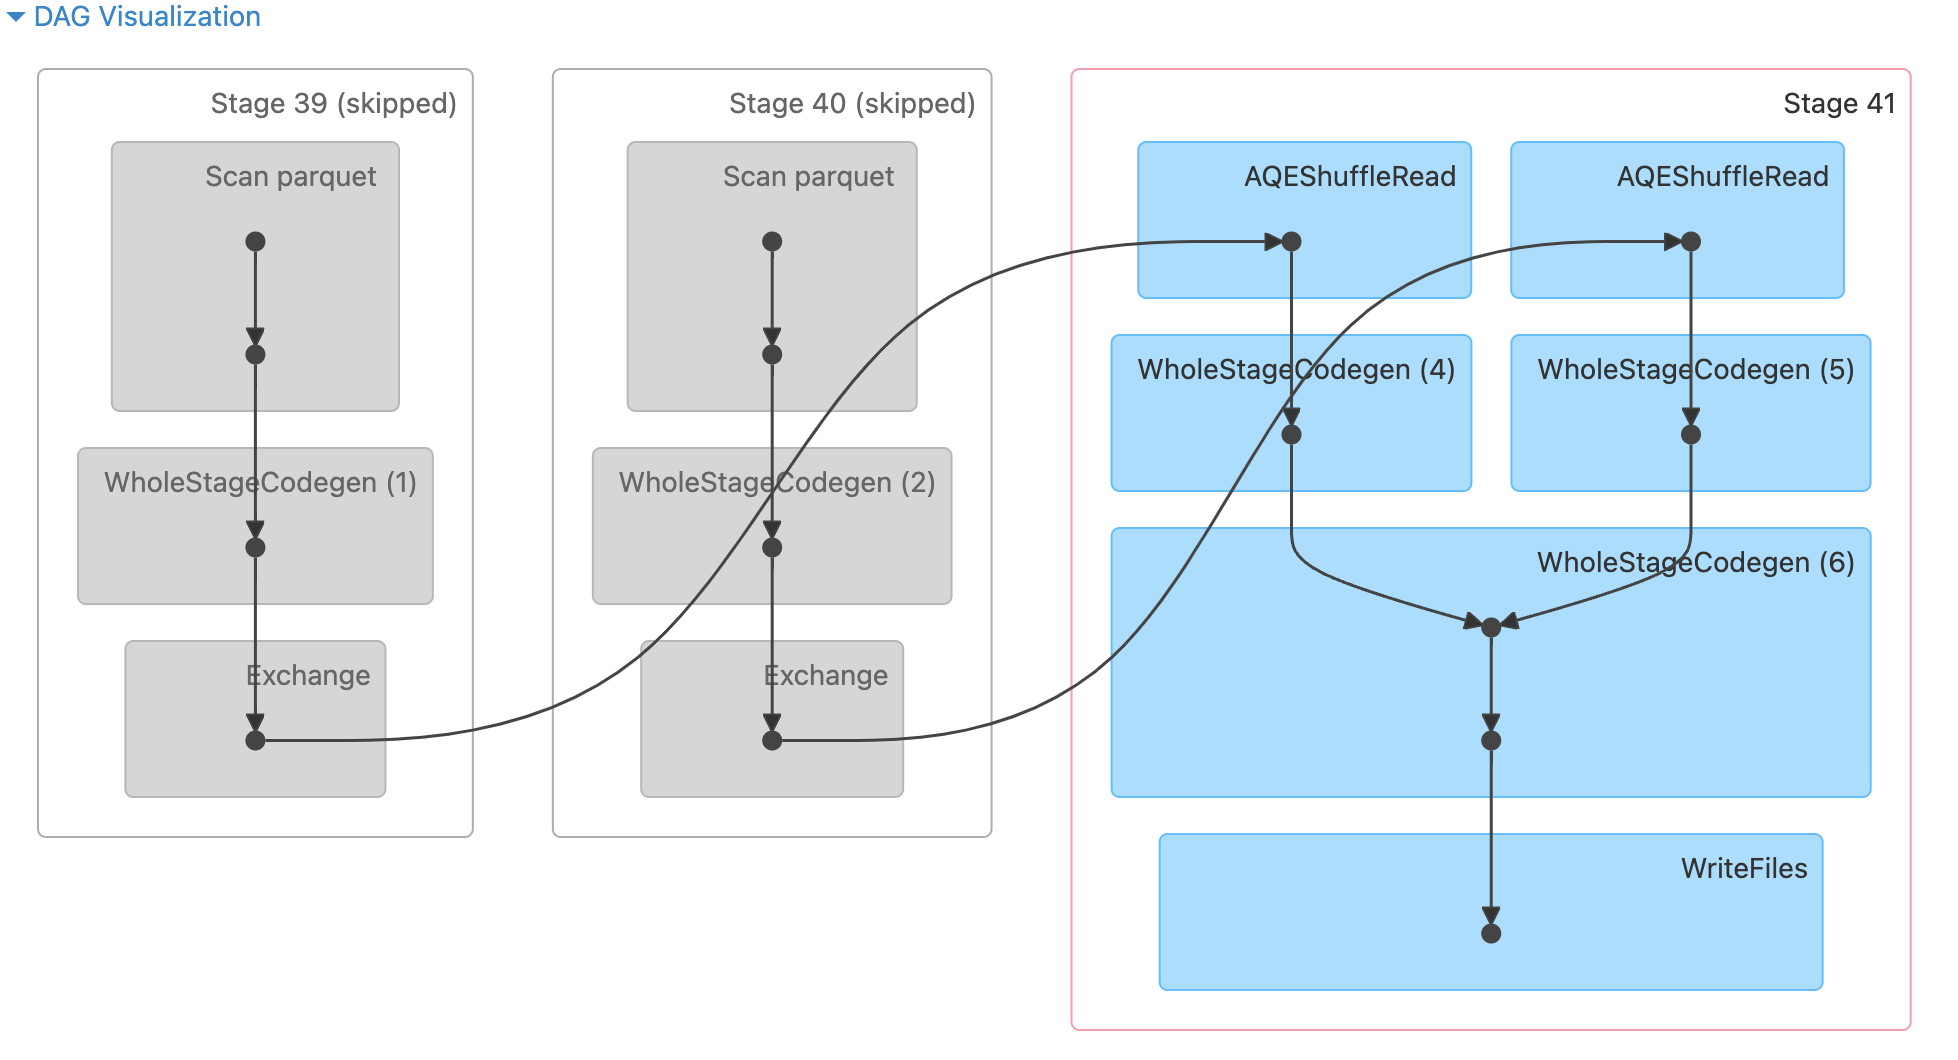 DAG Visualization
Stage 39 (skipped)
Scan parquet
WholeStageCodegen (1)
Exchange
Stage 40 (skipped)
Scan parquet
WholeStageCodegen (2)
Exchange
Stage 41
AQEShuffleRead
AQEShuffleRead
WholeStageCodegen (4)
WholeStageCodegen (5)
WholeStageCodegen (6)
WriteFiles